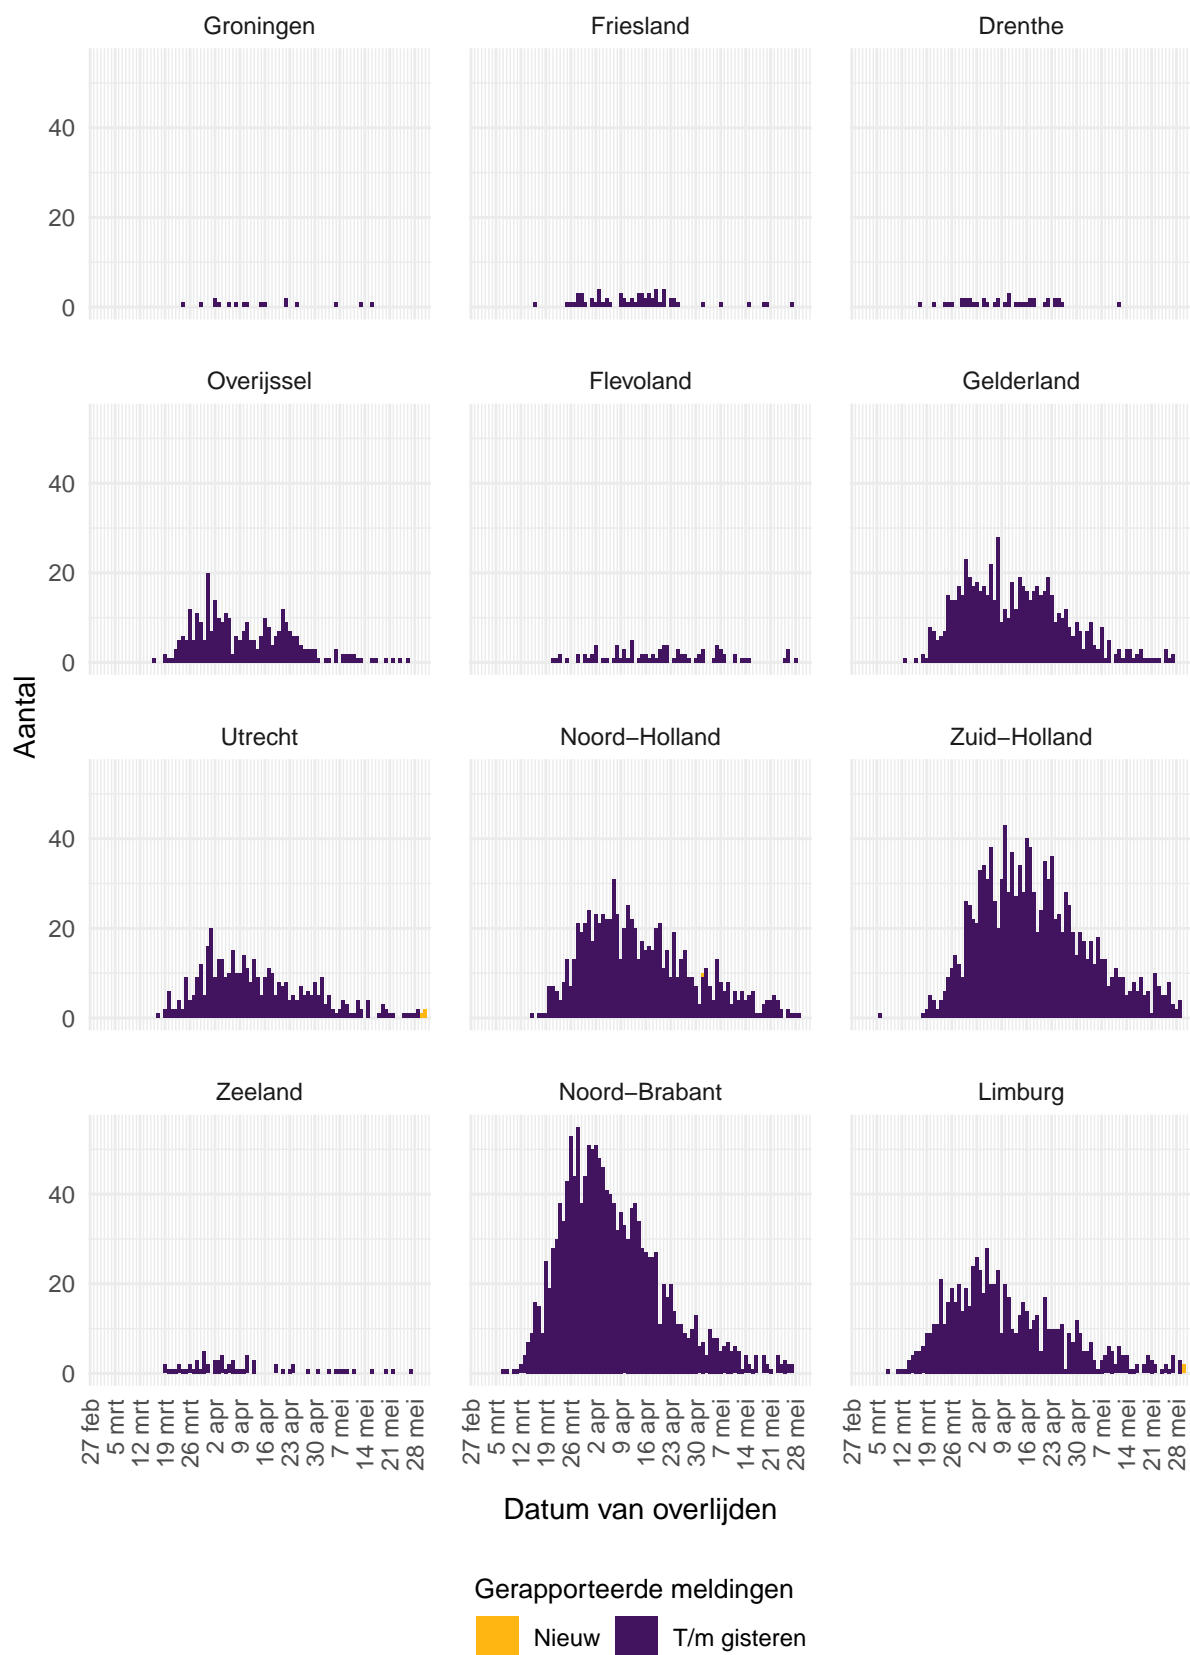 Groningen Friesland Drenthe
40
20
0
Overijssel Flevoland Gelderland
40
20
0
Aantal
Utrecht Noord−Holland Zuid−Holland
40
20
0
Zeeland Noord−Brabant Limburg
40
20
0
27 feb 5 mrt 12 mrt 19 mrt 26 mrt 2 apr 9 apr 16 apr 23 apr 30 apr 7 mei 14 mei 21 mei 28 mei 27 feb 5 mrt 12 mrt 19 mrt 26 mrt 2 apr 9 apr 16 apr 23 apr 30 apr 7 mei 14 mei 21 mei 28 mei 27 feb 5 mrt 12 mrt 19 mrt 26 mrt 2 apr 9 apr 16 apr 23 apr 30 apr 7 mei 14 mei 21 mei 28 mei
Datum van overlijden
Gerapporteerde meldingen
Nieuw T/m gisteren